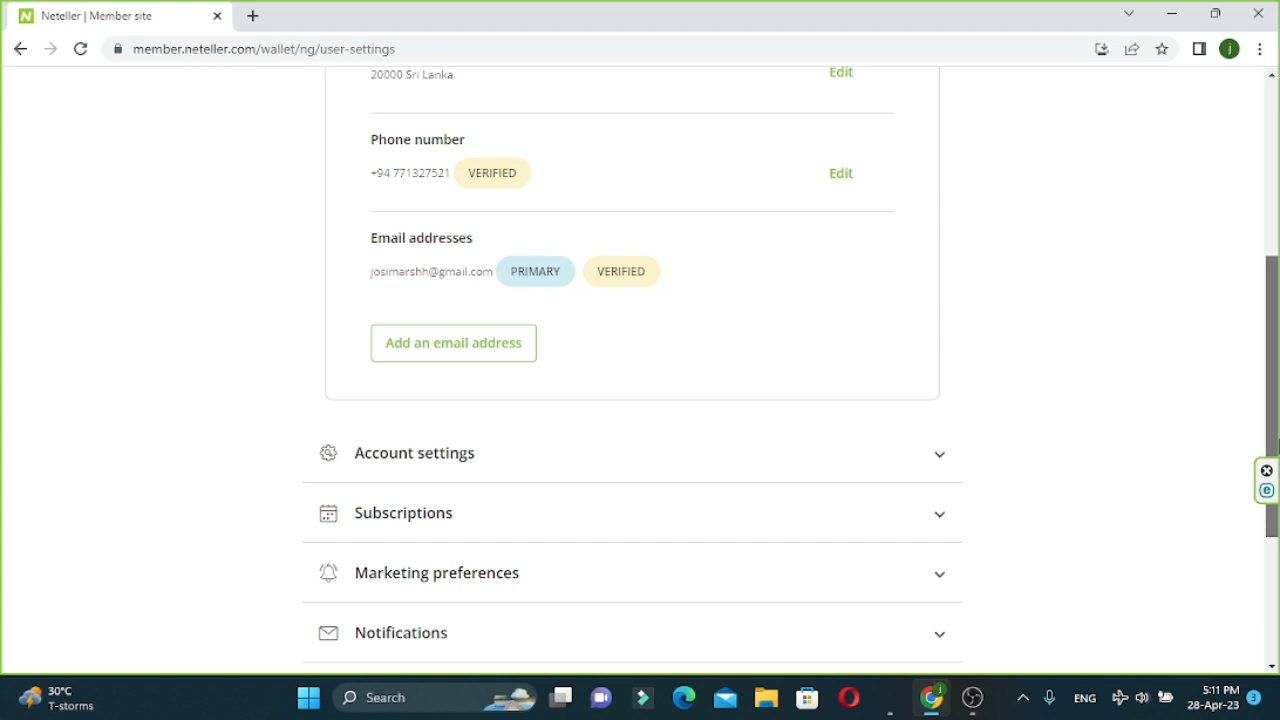 Neteller | Member site
member.neteller.com/wallet/ng/user-settings
j
20000 Sri Lanka
Edit
Phone number
+94 771327521 VERIFIED Edit
Email addresses
josimarshh@gmail.com PRIMARY VERIFIED
Add an email address
Account settings
Subscriptions
Marketing preferences
Notifications
30°C
T-storms
Search
ENG
5:11 PM
28-Apr-23
3